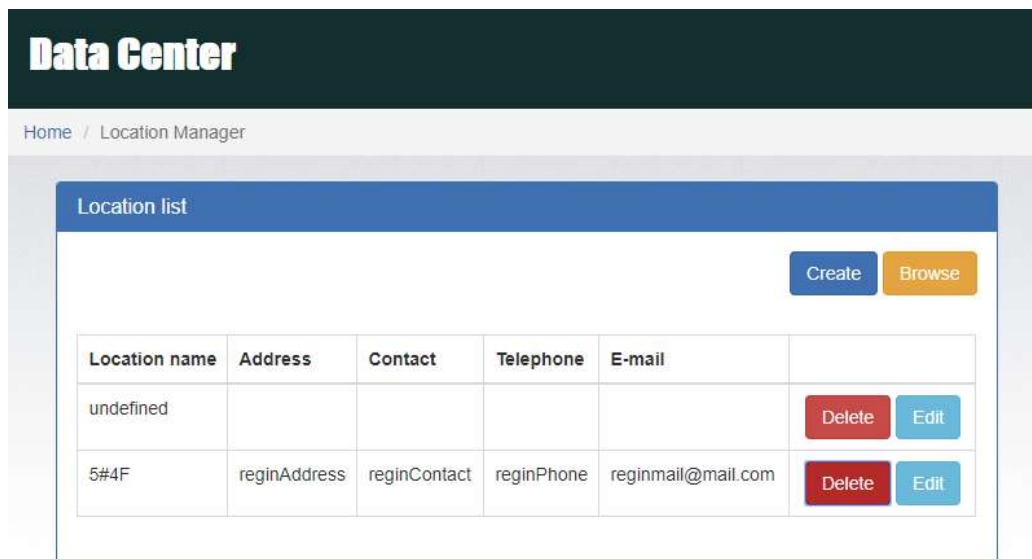 Data Center
Home / Location Manager
Location list
Create Browse
Location name Address Contact Telephone E-mail
undefined Delete Edit
5#4F reginAddress reginContact reginPhone reginmail@mail.com Delete Edit